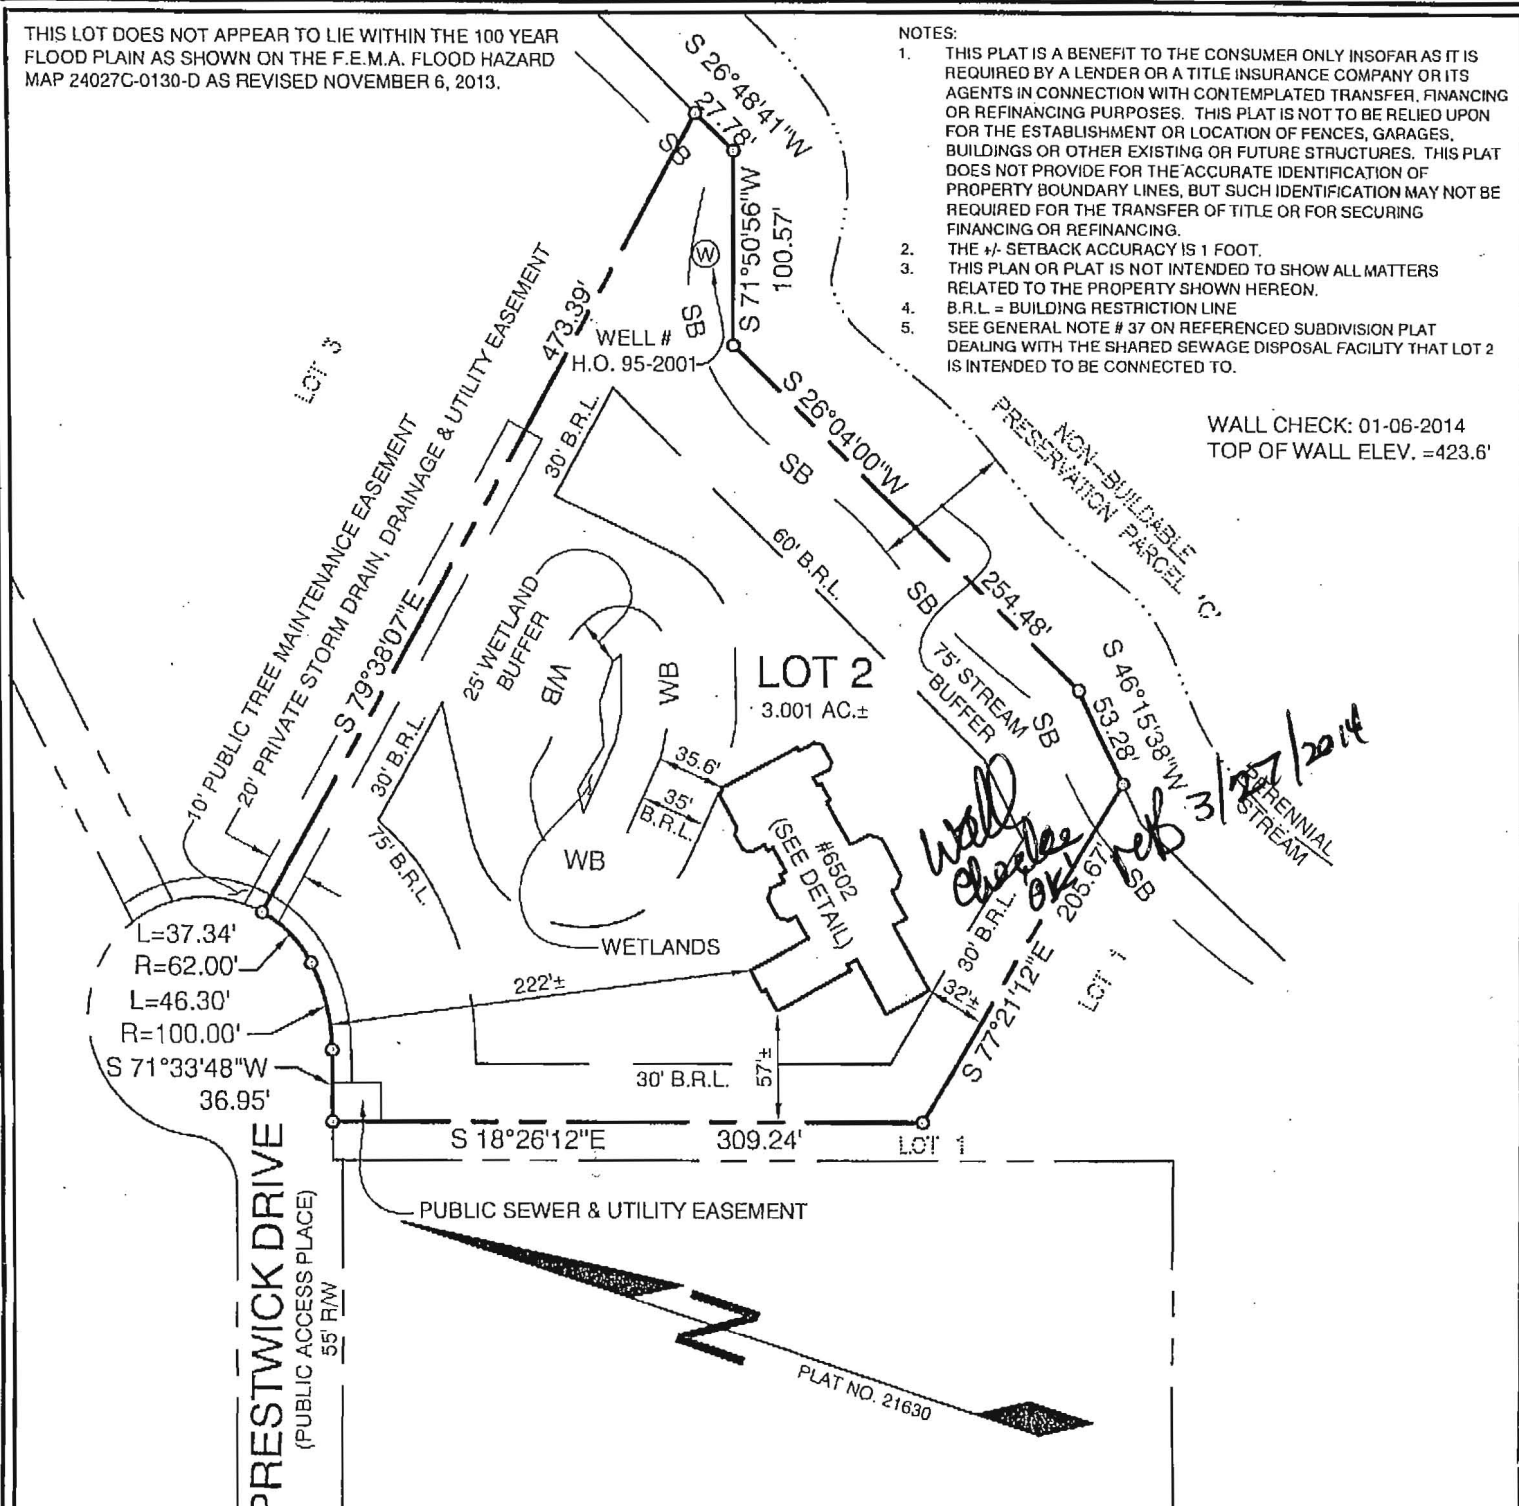 THIS LOT DOES NOT APPEAR TO LIE WITHIN THE 100 YEAR
FLOOD PLAIN AS SHOWN ON THE F.E.M.A. FLOOD HAZARD
MAP 24027C-0130-D AS REVISED NOVEMBER 6, 2013.
NOTES:
1. THIS PLAT IS A BENEFIT TO THE CONSUMER ONLY INSOFAR AS IT IS
REQUIRED BY A LENDER OR A TITLE INSURANCE COMPANY OR ITS
AGENTS IN CONNECTION WITH CONTEMPLATED TRANSFER, FINANCING
OR REFINANCING PURPOSES. THIS PLAT IS NOT TO BE RELIED UPON
FOR THE ESTABLISHMENT OR LOCATION OF FENCES, GARAGES,
BUILDINGS OR OTHER EXISTING OR FUTURE STRUCTURES. THIS PLAT
DOES NOT PROVIDE FOR THE ACCURATE IDENTIFICATION OF
PROPERTY BOUNDARY LINES, BUT SUCH IDENTIFICATION MAY NOT BE
REQUIRED FOR THE TRANSFER OF TITLE OR FOR SECURING
FINANCING OR REFINANCING.
2. THE +/- SETBACK ACCURACY IS 1 FOOT.
3. THIS PLAN OR PLAT IS NOT INTENDED TO SHOW ALL MATTERS
RELATED TO THE PROPERTY SHOWN HEREON.
4. B.R.L. = BUILDING RESTRICTION LINE
5. SEE GENERAL NOTE # 37 ON REFERENCED SUBDIVISION PLAT
DEALING WITH THE SHARED SEWAGE DISPOSAL FACILITY THAT LOT 2
IS INTENDED TO BE CONNECTED TO.
WALL CHECK: 01-06-2014
TOP OF WALL ELEV. =423.6'
S 26°48'41"W
27.78'
SB
S 71°50'56"W
100.57'
W
SB
WELL #
H.O. 95-2001
473.39'
LOT 3
10' PUBLIC TREE MAINTENANCE EASEMENT
20' PRIVATE STORM DRAIN, DRAINAGE & UTILITY EASEMENT
S 79°38'07"E
30' B.R.L.
S 26°04'00"W
254.48'
SB
60' B.R.L.
NON-BUILDABLE
PRESERVATION PARCEL 'C'
SB
25' WETLAND
BUFFER
WB
WB
LOT 2
3.001 AC.±
75' STREAM
BUFFER
SB
S 46°15'38"W
53.28'
PERENNIAL
STREAM
30' B.R.L.
75' B.R.L.
35.6'
35'
B.R.L.
WB
WETLANDS
#6502
(SEE DETAIL)
Wall
Check
OK
3/27/2014
205.67'
SB
30' B.R.L.
S 77°21'12"E
LOT 1
32'±
L=37.34'
R=62.00'
L=46.30'
R=100.00'
S 71°33'48"W
36.95'
222'±
30' B.R.L.
57'±
S 18°26'12"E
309.24'
LOT 1
PUBLIC SEWER & UTILITY EASEMENT
PRESTWICK DRIVE
(PUBLIC ACCESS PLACE)
55' R/W
N
PLAT NO. 21630